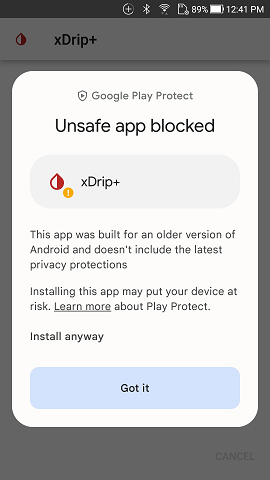 89% 12:41 PM
xDrip+
Google Play Protect
Unsafe app blocked
xDrip+
This app was built for an older version of
Android and doesn't include the latest
privacy protections
Installing this app may put your device at
risk. Learn more about Play Protect.
Install anyway
Got it
CANCEL